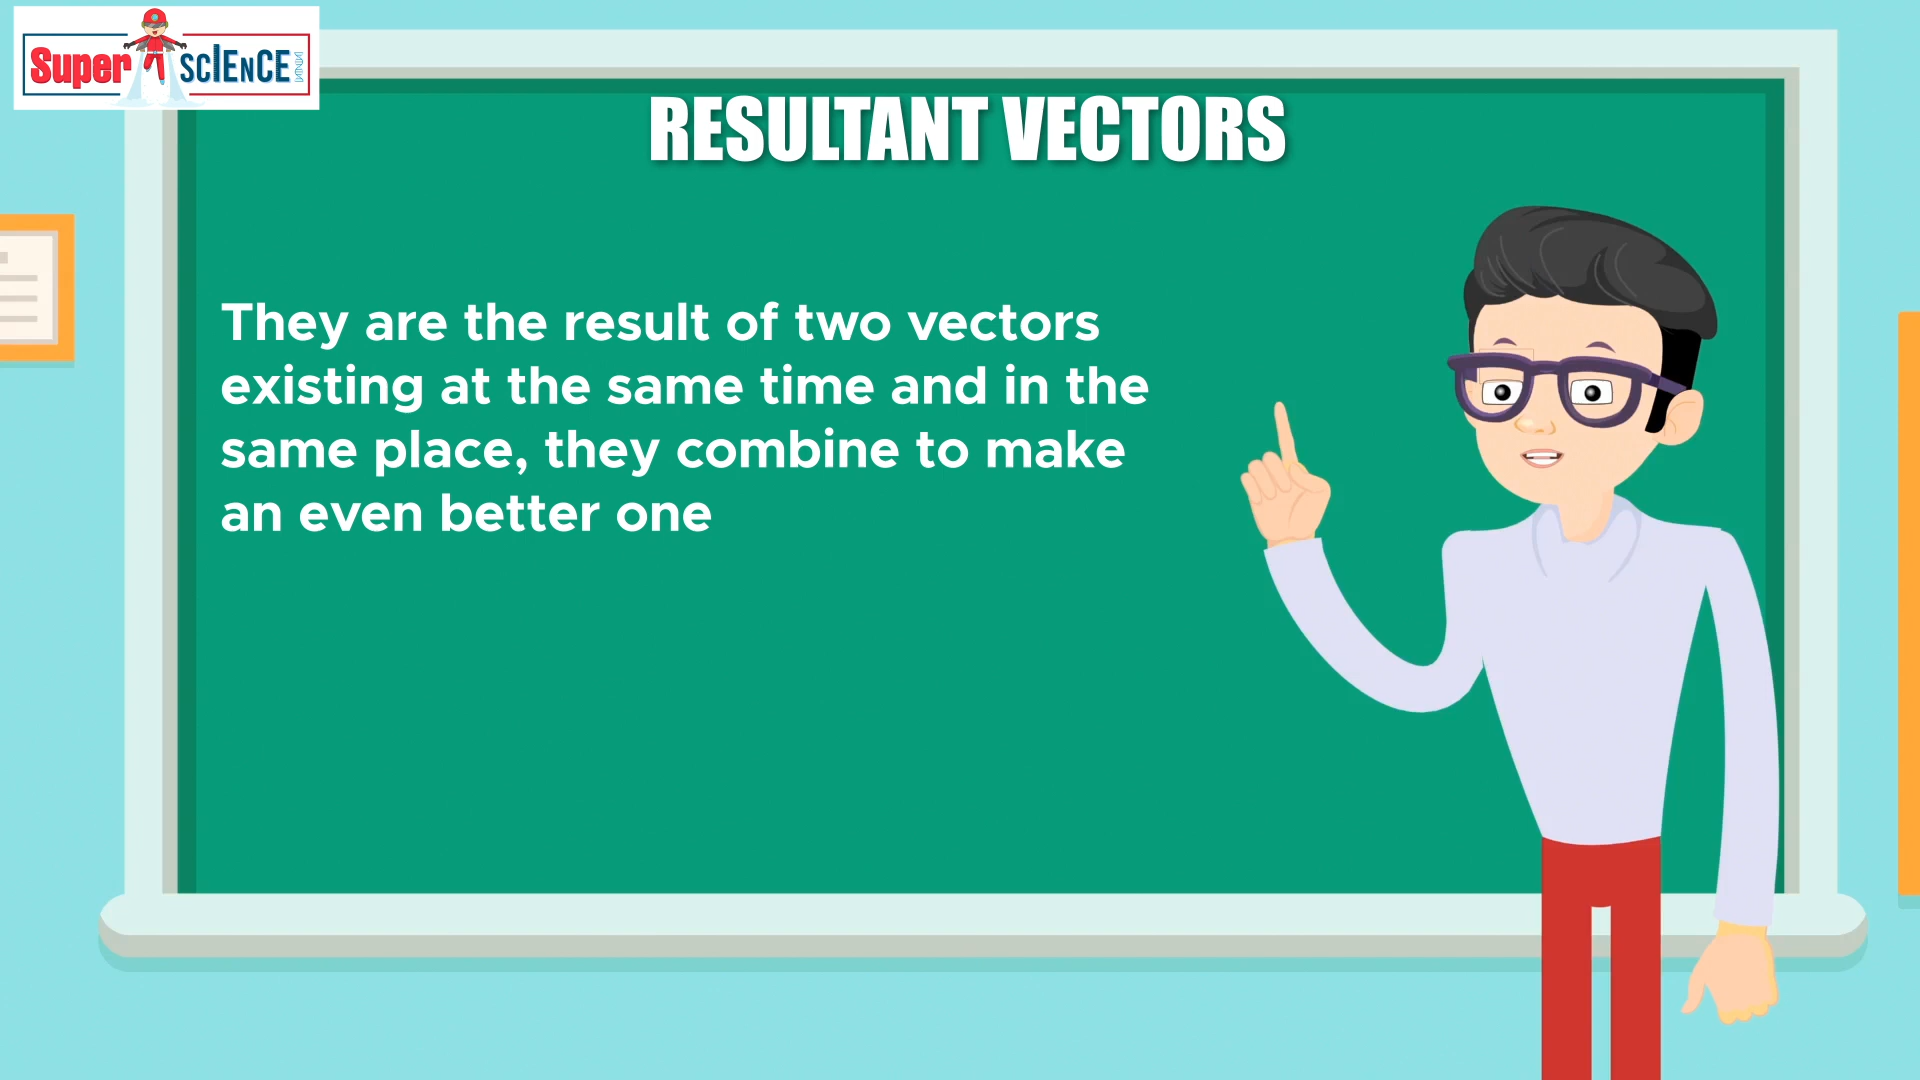 Super SCIENCE
RESULTANT VECTORS
They are the result of two vectors
existing at the same time and in the
same place, they combine to make
an even better one